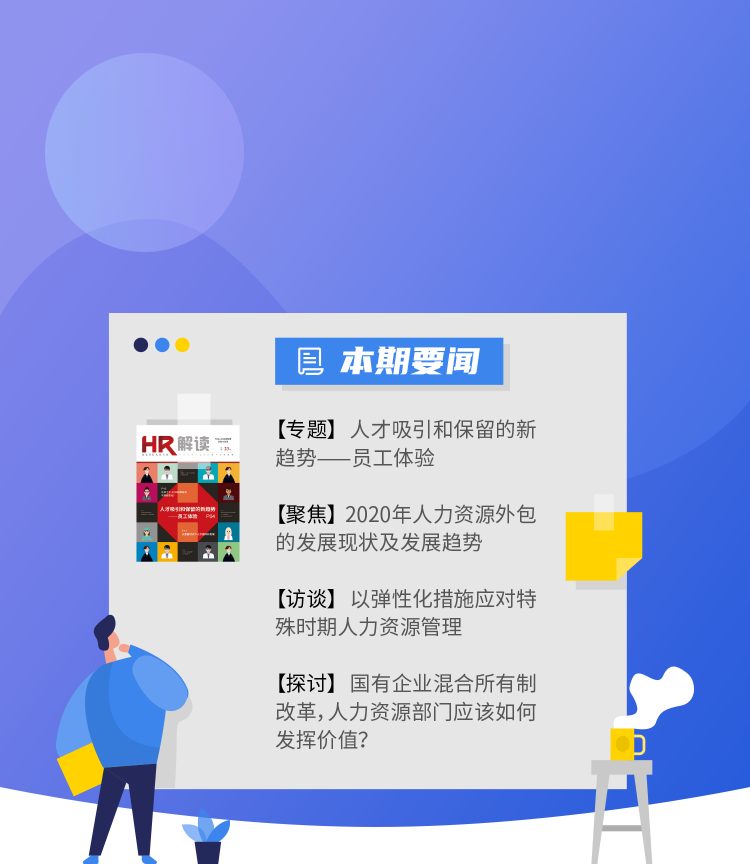 本期要闻
HR解读
人才吸引和保留的新趋势
——员工体验 P04
【专题】人才吸引和保留的新
趋势——员工体验
【聚焦】2020年人力资源外包
的发展现状及发展趋势
【访谈】以弹性化措施应对特
殊时期人力资源管理
【探讨】国有企业混合所有制
改革，人力资源部门应该如何
发挥价值？